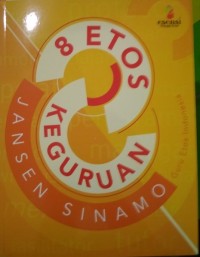 8 ETOS
KEGURUAN
JANSEN SINAMO